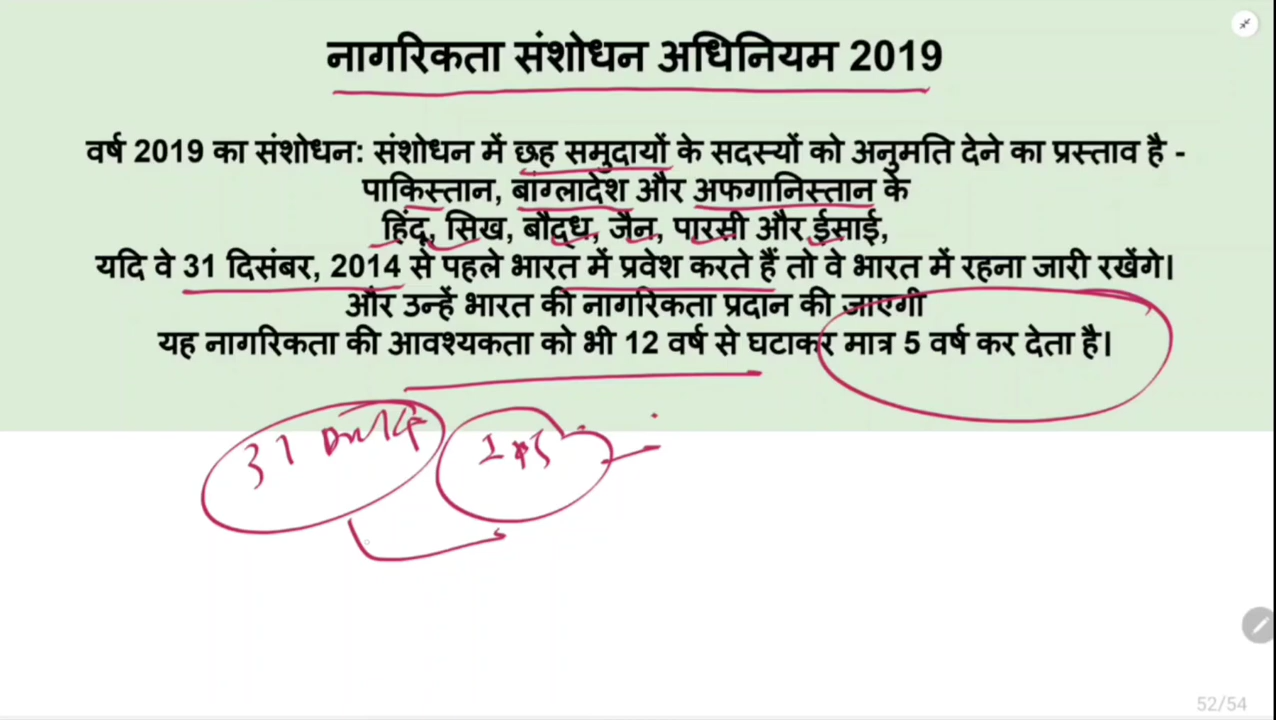 नागरिकता संशोधन अधिनियम 2019
वर्ष 2019 का संशोधन: संशोधन में छह समुदायों के सदस्यों को अनुमति देने का प्रस्ताव है -
पाकिस्तान, बांग्लादेश और अफगानिस्तान के
हिंदू, सिख, बौद्ध, जैन, पारसी और ईसाई,
यदि वे 31 दिसंबर, 2014 से पहले भारत में प्रवेश करते हैं तो वे भारत में रहना जारी रखेंगे।
और उन्हें भारत की नागरिकता प्रदान की जाएगी
यह नागरिकता की आवश्यकता को भी 12 वर्ष से घटाकर मात्र 5 वर्ष कर देता है।
31
52/54